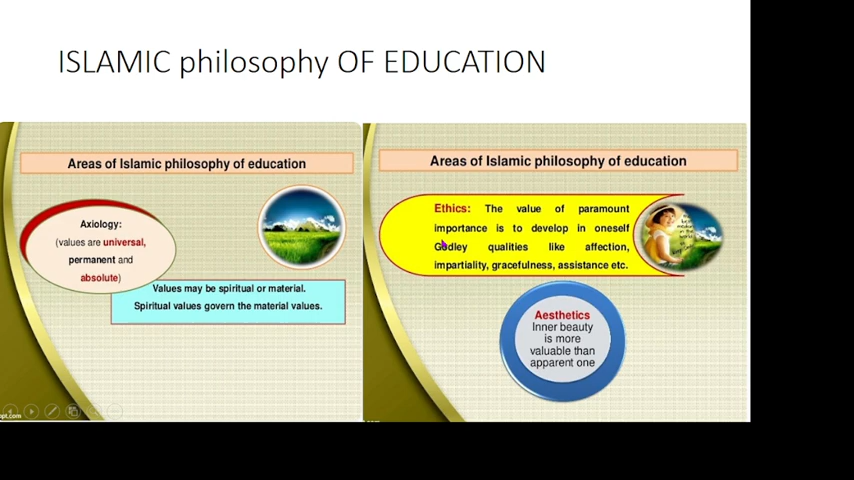 ISLAMIC philosophy OF EDUCATION
Areas of Islamic philosophy of education
Axiology:
(values are universal,
permanent and
absolute)
Values may be spiritual or material.
Spiritual values govern the material values.
ppt.com
Areas of Islamic philosophy of education
Ethics: The value of paramount
importance is to develop in oneself
Godley qualities like affection,
impartiality, gracefulness, assistance etc.
Aesthetics
Inner beauty
is more
valuable than
apparent one